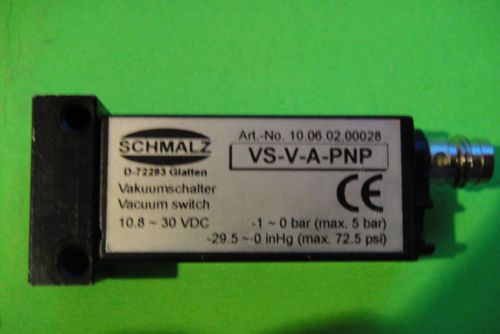 SCHMALZ
D-72293 Glatten
Art.-No. 10.06.02.00028
VS-V-A-PNP
Vakuumschalter
Vacuum switch
CE
10,8 ~ 30 VDC
-1 ~ 0 bar (max. 5 bar)
-29.5 ~ 0 inHg (max. 72.5 psi)